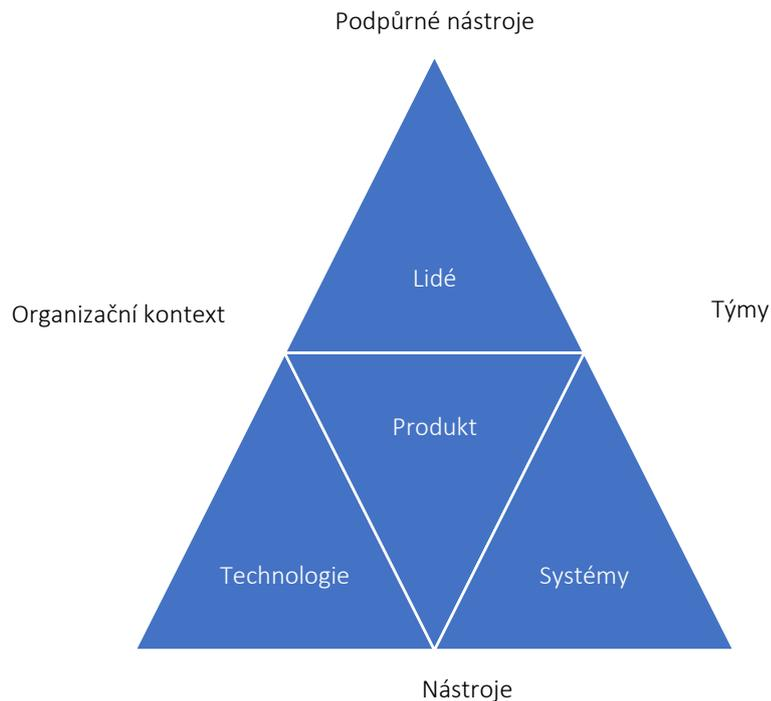 Podpůrné nástroje
Lidé
Organizační kontext
Týmy
Produkt
Technologie
Systémy
Nástroje